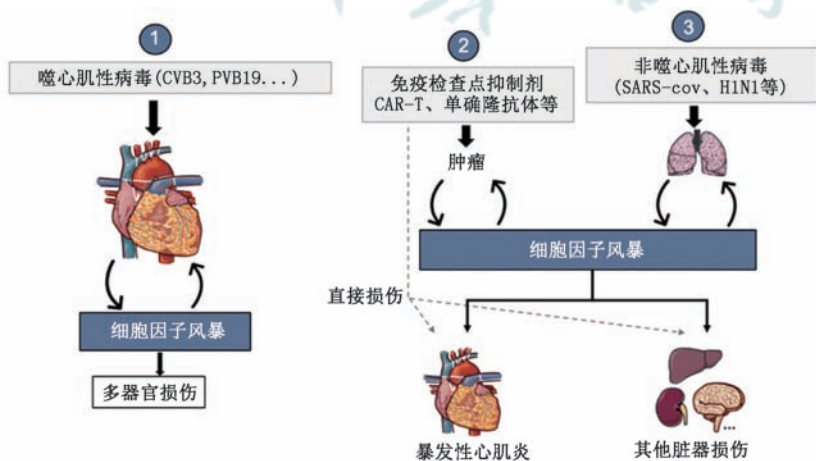 1
噬心肌性病毒(CVB3,PVB19...)
细胞因子风暴
多器官损伤
2
免疫检查点抑制剂
CAR-T、单确隆抗体等
肿瘤
3
非噬心肌性病毒
(SARS-cov、H1N1等)
细胞因子风暴
直接损伤
暴发性心肌炎
...
其他脏器损伤